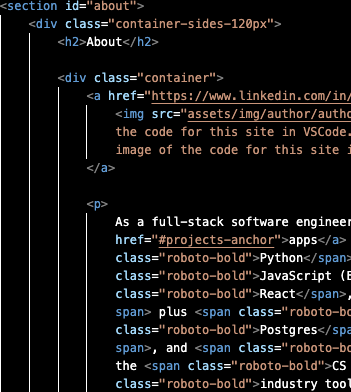 <section id="about">
<div class="container-sides-120px">
<h2>About</h2>
<div class="container">
<a href="https://www.linkedin.com/in/
<img src="assets/img/author/autho
the code for this site in VSCode.
image of the code for this site i
</a>
<p>
As a full-stack software engineer
href="#projects-anchor">apps</a>
class="roboto-bold">Python</span>
class="roboto-bold">JavaScript (E
class="roboto-bold">React</span>,
span> plus <span class="roboto-bo
class="roboto-bold">Postgres</spa
span>, and <span class="roboto-bo
the <span class="roboto-bold">CS
class="roboto-bold">industry tool